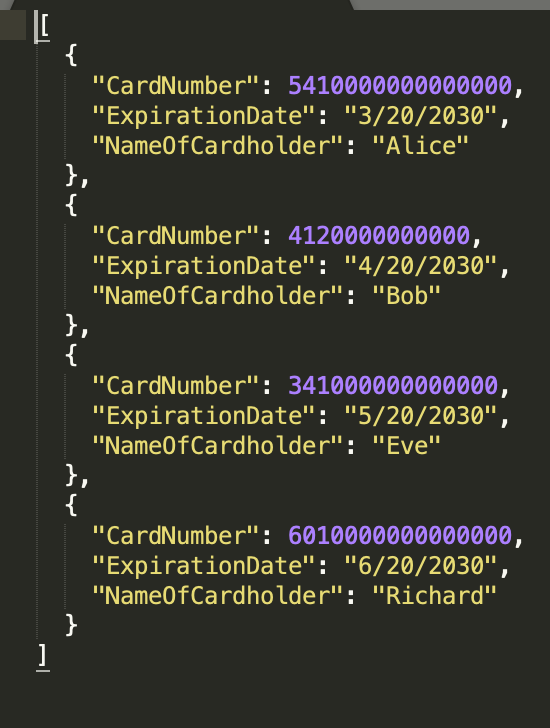 [
{
"CardNumber": 5410000000000000,
"ExpirationDate": "3/20/2030",
"NameOfCardholder": "Alice"
},
{
"CardNumber": 4120000000000,
"ExpirationDate": "4/20/2030",
"NameOfCardholder": "Bob"
},
{
"CardNumber": 341000000000000,
"ExpirationDate": "5/20/2030",
"NameOfCardholder": "Eve"
},
{
"CardNumber": 6010000000000000,
"ExpirationDate": "6/20/2030",
"NameOfCardholder": "Richard"
}
]